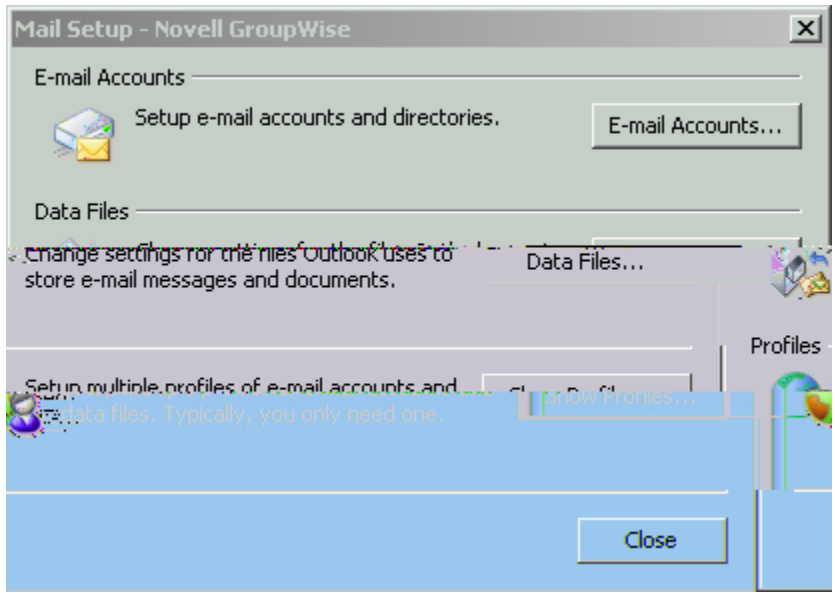 Mail Setup - Novell GroupWise
E-mail Accounts
Setup e-mail accounts and directories.
E-mail Accounts...
Data Files
Change settings for the files Outlook uses to
store e-mail messages and documents.
Data Files...
Profiles
Setup multiple profiles of e-mail accounts and
data files. Typically, you only need one.
Show Profiles...
Close